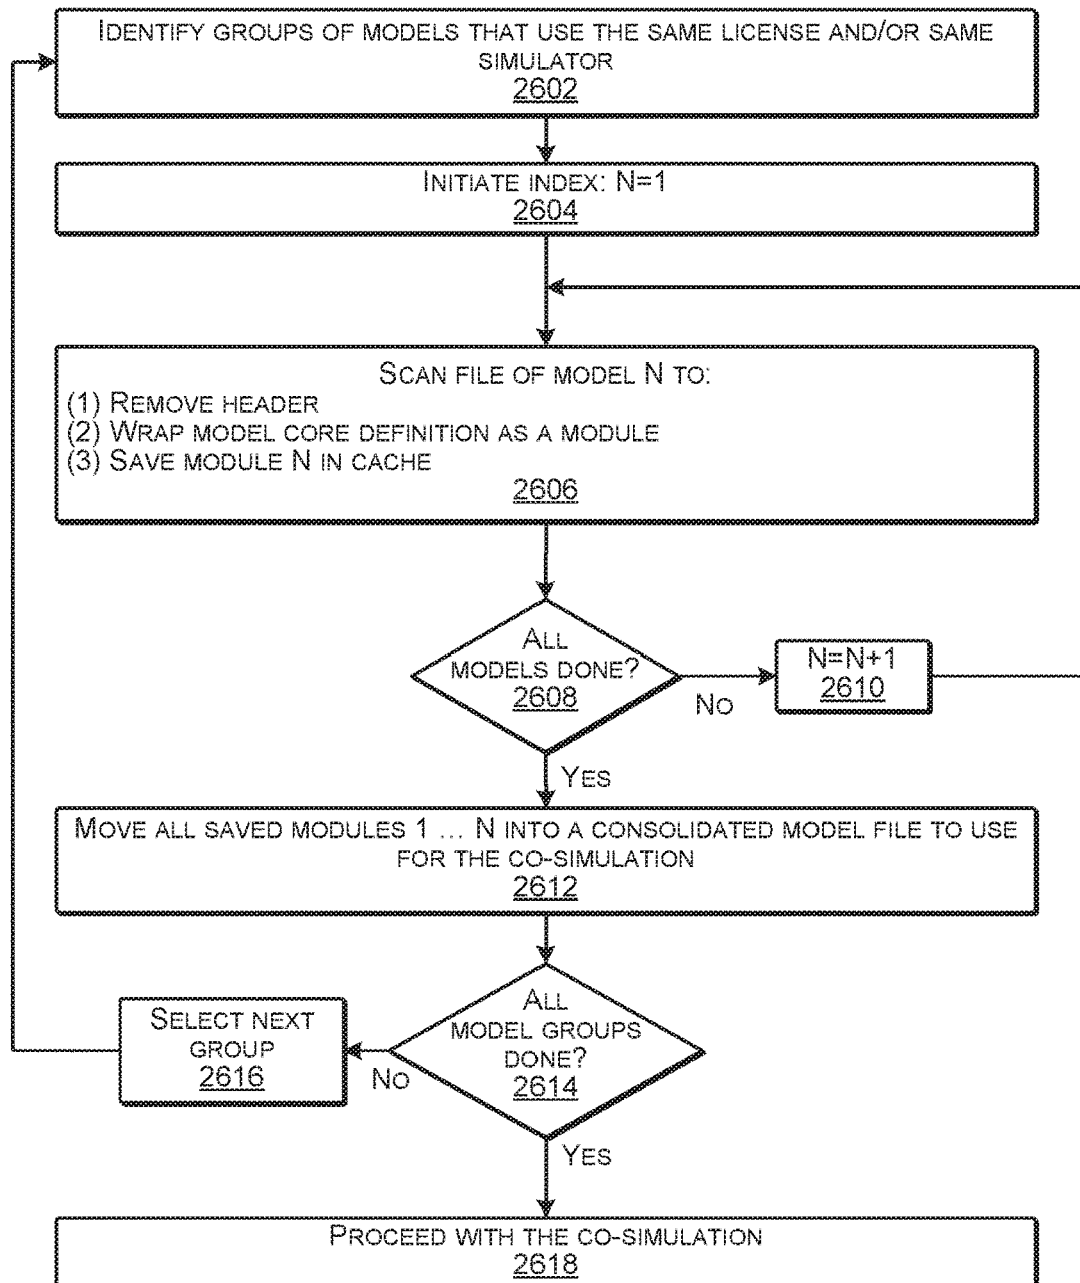 IDENTIFY GROUPS OF MODELS THAT USE THE SAME LICENSE AND/OR SAME
SIMULATOR
2602
INITIATE INDEX: N=1
2604
SCAN FILE OF MODEL N TO:
(1) REMOVE HEADER
(2) WRAP MODEL CORE DEFINITION AS A MODULE
(3) SAVE MODULE N IN CACHE
2606
ALL
MODELS DONE?
2608
NO
N=N+1
2610
YES
MOVE ALL SAVED MODULES 1 ... N INTO A CONSOLIDATED MODEL FILE TO USE
FOR THE CO-SIMULATION
2612
ALL
MODEL GROUPS
DONE?
2614
NO
SELECT NEXT
GROUP
2616
YES
PROCEED WITH THE CO-SIMULATION
2618